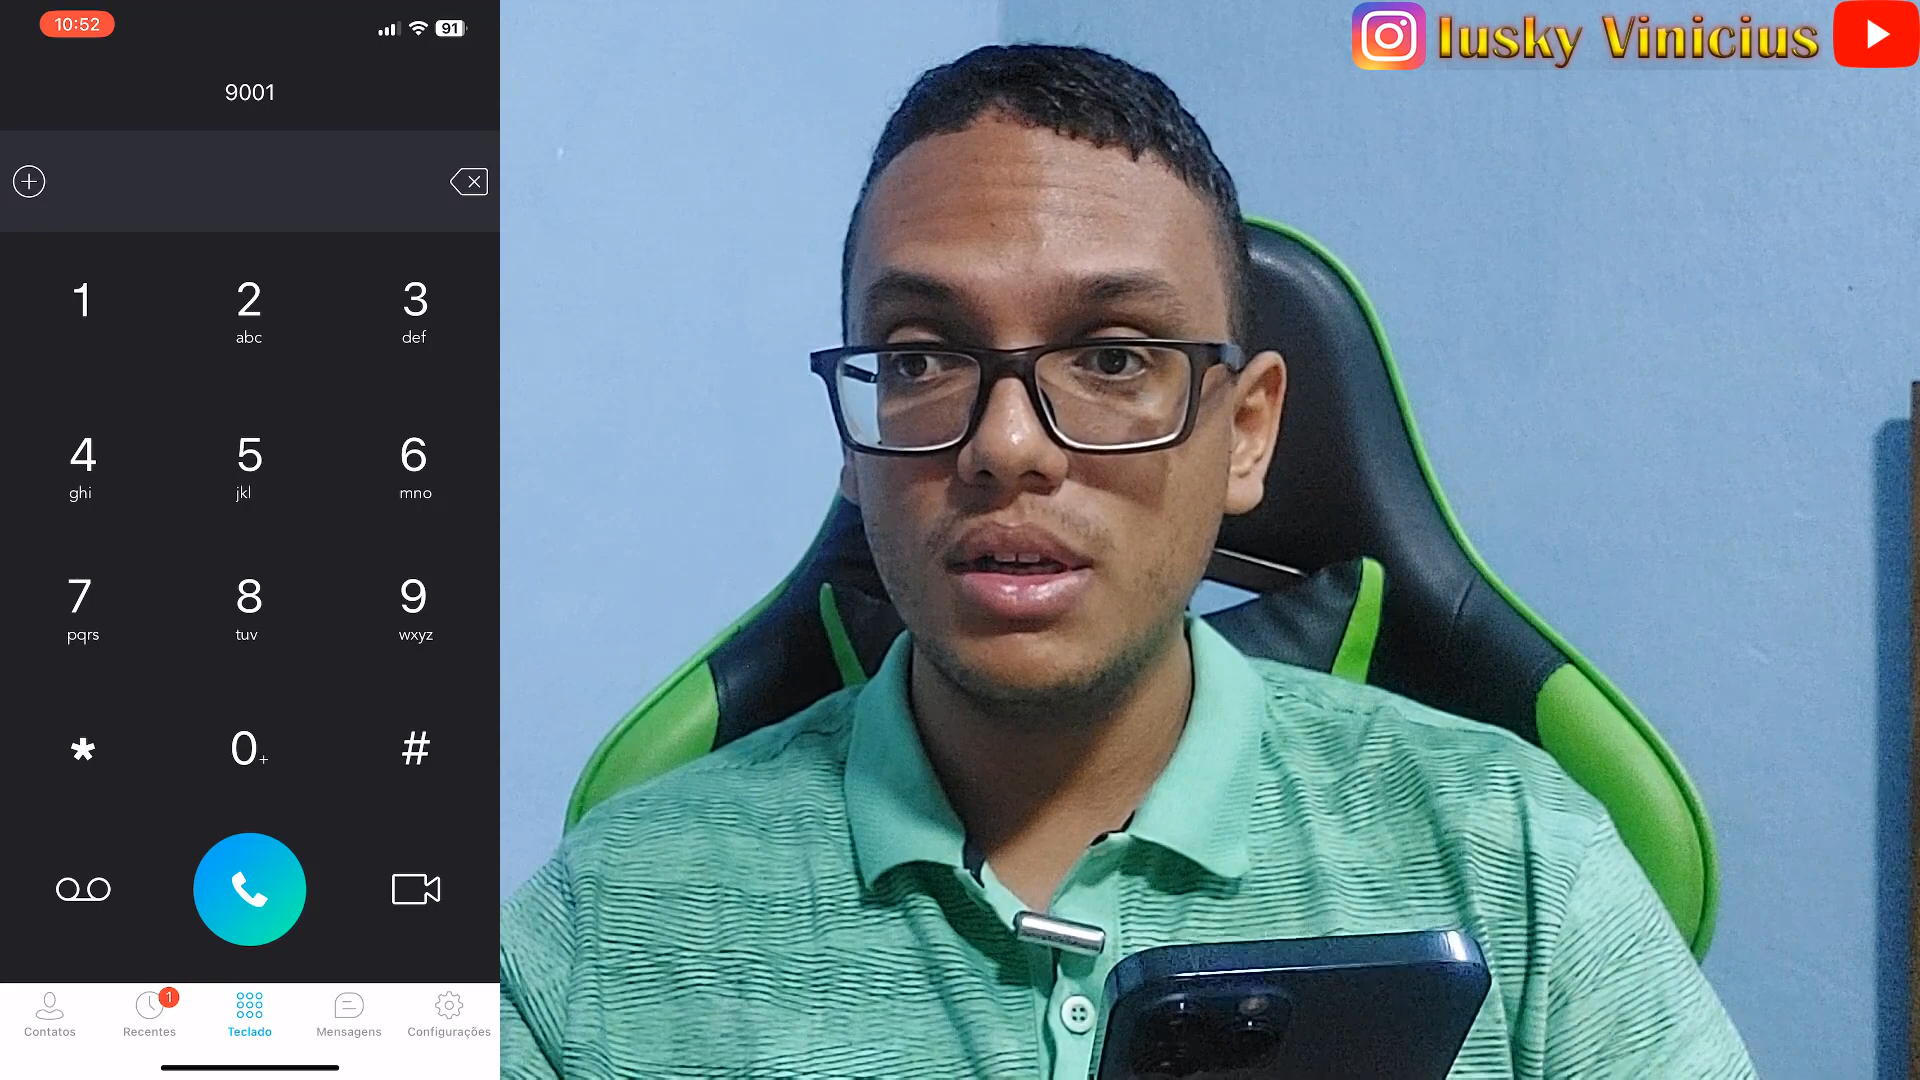 10:52
91
9001
1
2
3
abc
def
4
5
6
ghi
jkl
mno
7
8
9
pqrs
tuv
wxyz
*
0+
#
1
Contatos
Recentes
Teclado
Mensagens
Configurações
Iusky Vinicius